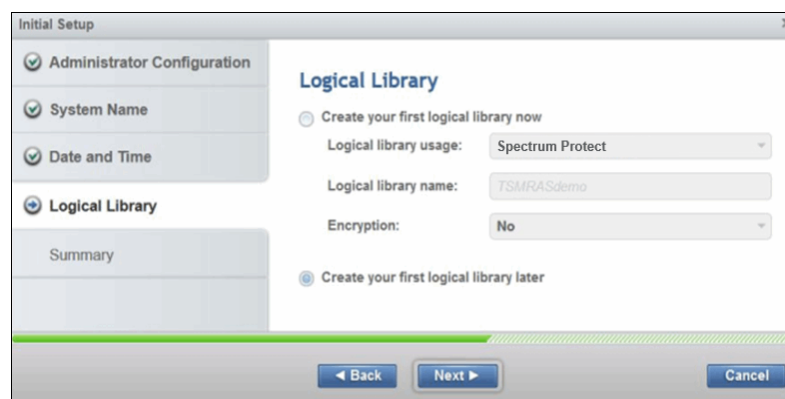 Initial Setup
Administrator Configuration
System Name
Date and Time
Logical Library
Summary
Logical Library
Create your first logical library now
Logical library usage: Spectrum Protect
Logical library name: TSMRASdemo
Encryption: No
Create your first logical library later
Back Next Cancel